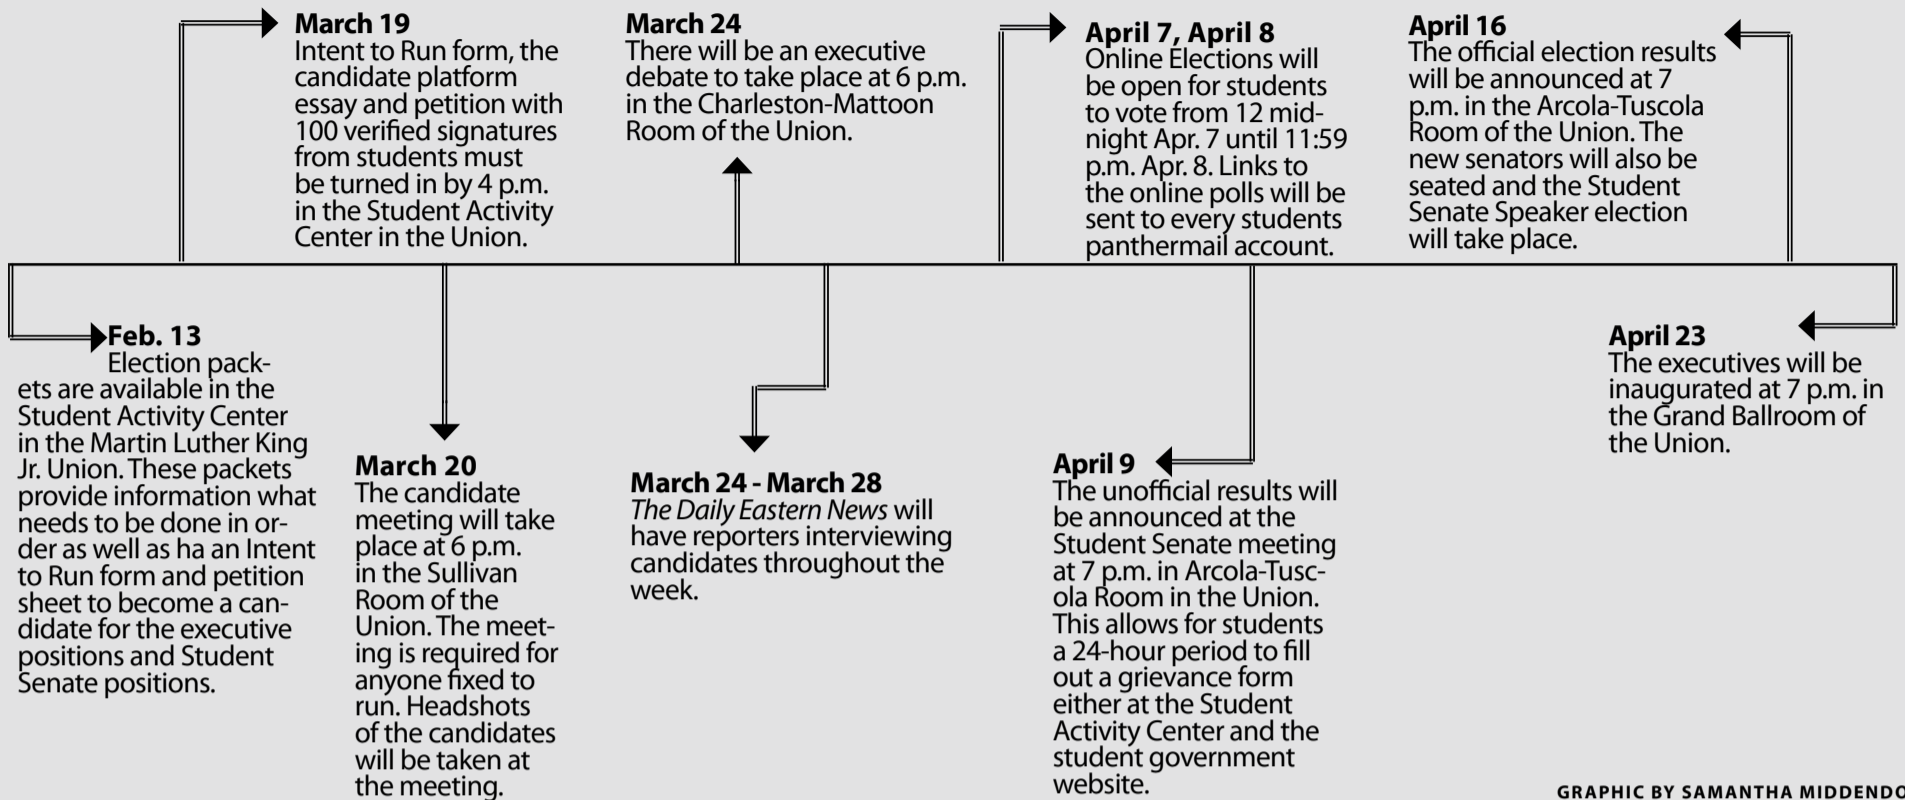 March 19
Intent to Run form, the
candidate platform
essay and petition with
100 verified signatures
from students must
be turned in by 4 p.m.
in the Student Activity
Center in the Union.
March 24
There will be an executive
debate to take place at 6 p.m.
in the Charleston-Mattoon
Room of the Union.
April 7, April 8
Online Elections will
be open for students
to vote from 12 mid-
night Apr. 7 until 11:59
p.m. Apr. 8. Links to
the online polls will be
sent to every students
panthermail account.
April 16
The official election results
will be announced at 7
p.m. in the Arcola-Tuscola
Room of the Union. The
new senators will also be
seated and the Student
Senate Speaker election
will take place.
Feb. 13
Election pack-
ets are available in the
Student Activity Center
in the Martin Luther King
Jr. Union. These packets
provide information what
needs to be done in or-
der as well as ha an Intent
to Run form and petition
sheet to become a can-
didate for the executive
positions and Student
Senate positions.
March 20
The candidate
meeting will take
place at 6 p.m.
in the Sullivan
Room of the
Union. The meet-
ing is required for
anyone fixed to
run. Headshots
of the candidates
will be taken at
the meeting.
March 24 - March 28
The Daily Eastern News will
have reporters interviewing
candidates throughout the
week.
April 9
The unofficial results will
be announced at the
Student Senate meeting
at 7 p.m. in Arcola-Tusc-
ola Room in the Union.
This allows for students
a 24-hour period to fill
out a grievance form
either at the Student
Activity Center and the
student government
website.
April 23
The executives will be
inaugurated at 7 p.m. in
the Grand Ballroom of
the Union.
GRAPHIC BY SAMANTHA MIDDENDO